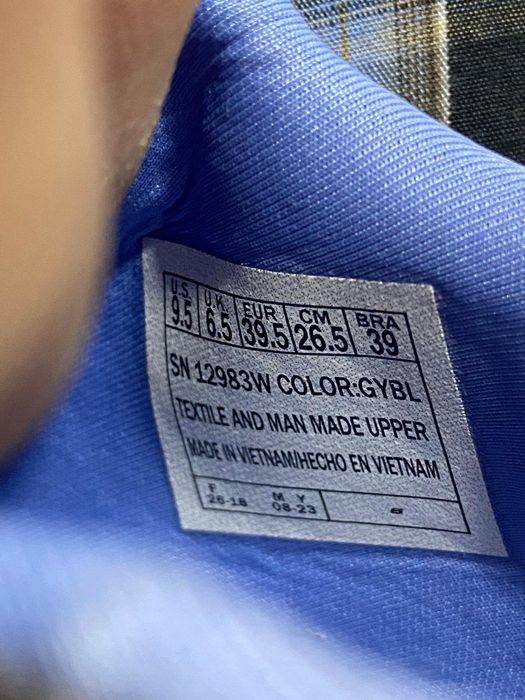 US. U.K. EUR. CM BRA
9.5 6.5 39.5 26.5 39
SN 12983W COLOR:GYBL
TEXTILE AND MAN MADE UPPER
MADE IN VIETNAM/HECHO EN VIETNAM
F M Y
26-18 08-23